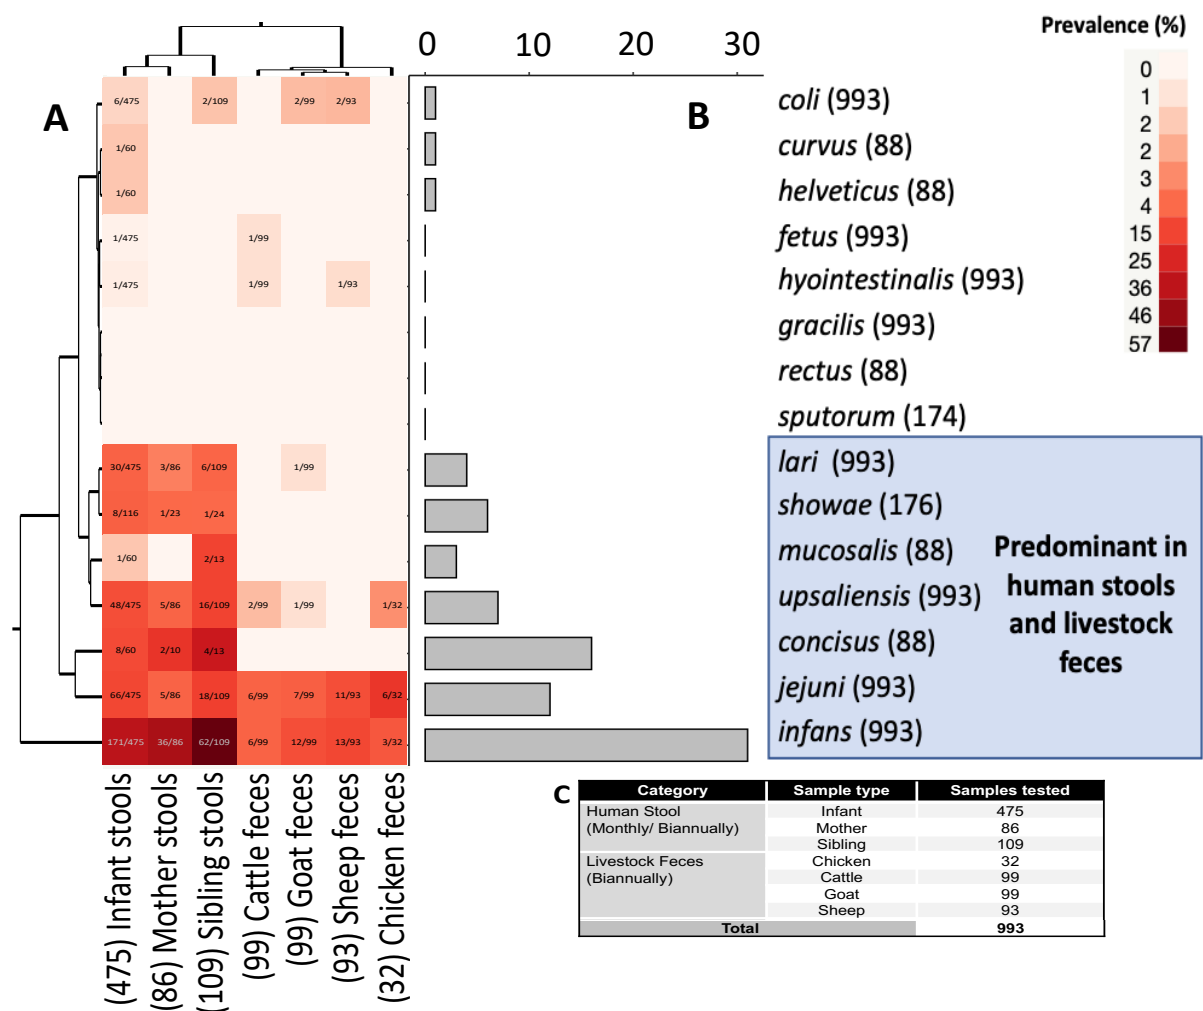 0 10 20 30
Prevalence (%)
0
1
2
2
3
4
15
25
36
46
57
A
B
6/475 2/109 2/99 2/93
1/60
1/60
1/475 1/99
1/475 1/99 1/93
30/475 3/86 6/109 1/99
8/116 1/23 1/24
1/60 2/13
48/475 5/86 16/109 2/99 1/99 1/32
8/60 2/10 4/13
66/475 5/86 18/109 6/99 7/99 11/93 6/32
171/475 36/86 62/109 6/99 12/99 13/93 3/32
coli (993)
curvus (88)
helveticus (88)
fetus (993)
hyointestinalis (993)
gracilis (993)
rectus (88)
sputorum (174)
lari (993)
showae (176)
mucosalis (88)
upsaliensis (993)
concisus (88)
jejuni (993)
infans (993)
Predominant in
human stools
and livestock
feces
(475) Infant stools
(86) Mother stools
(109) Sibling stools
(99) Cattle feces
(99) Goat feces
(93) Sheep feces
(32) Chicken feces
C
Category Sample type Samples tested
Human Stool Infant 475
(Monthly/ Biannually) Mother 86
Sibling 109
Livestock Feces Chicken 32
(Biannually) Cattle 99
Goat 99
Sheep 93
Total 993